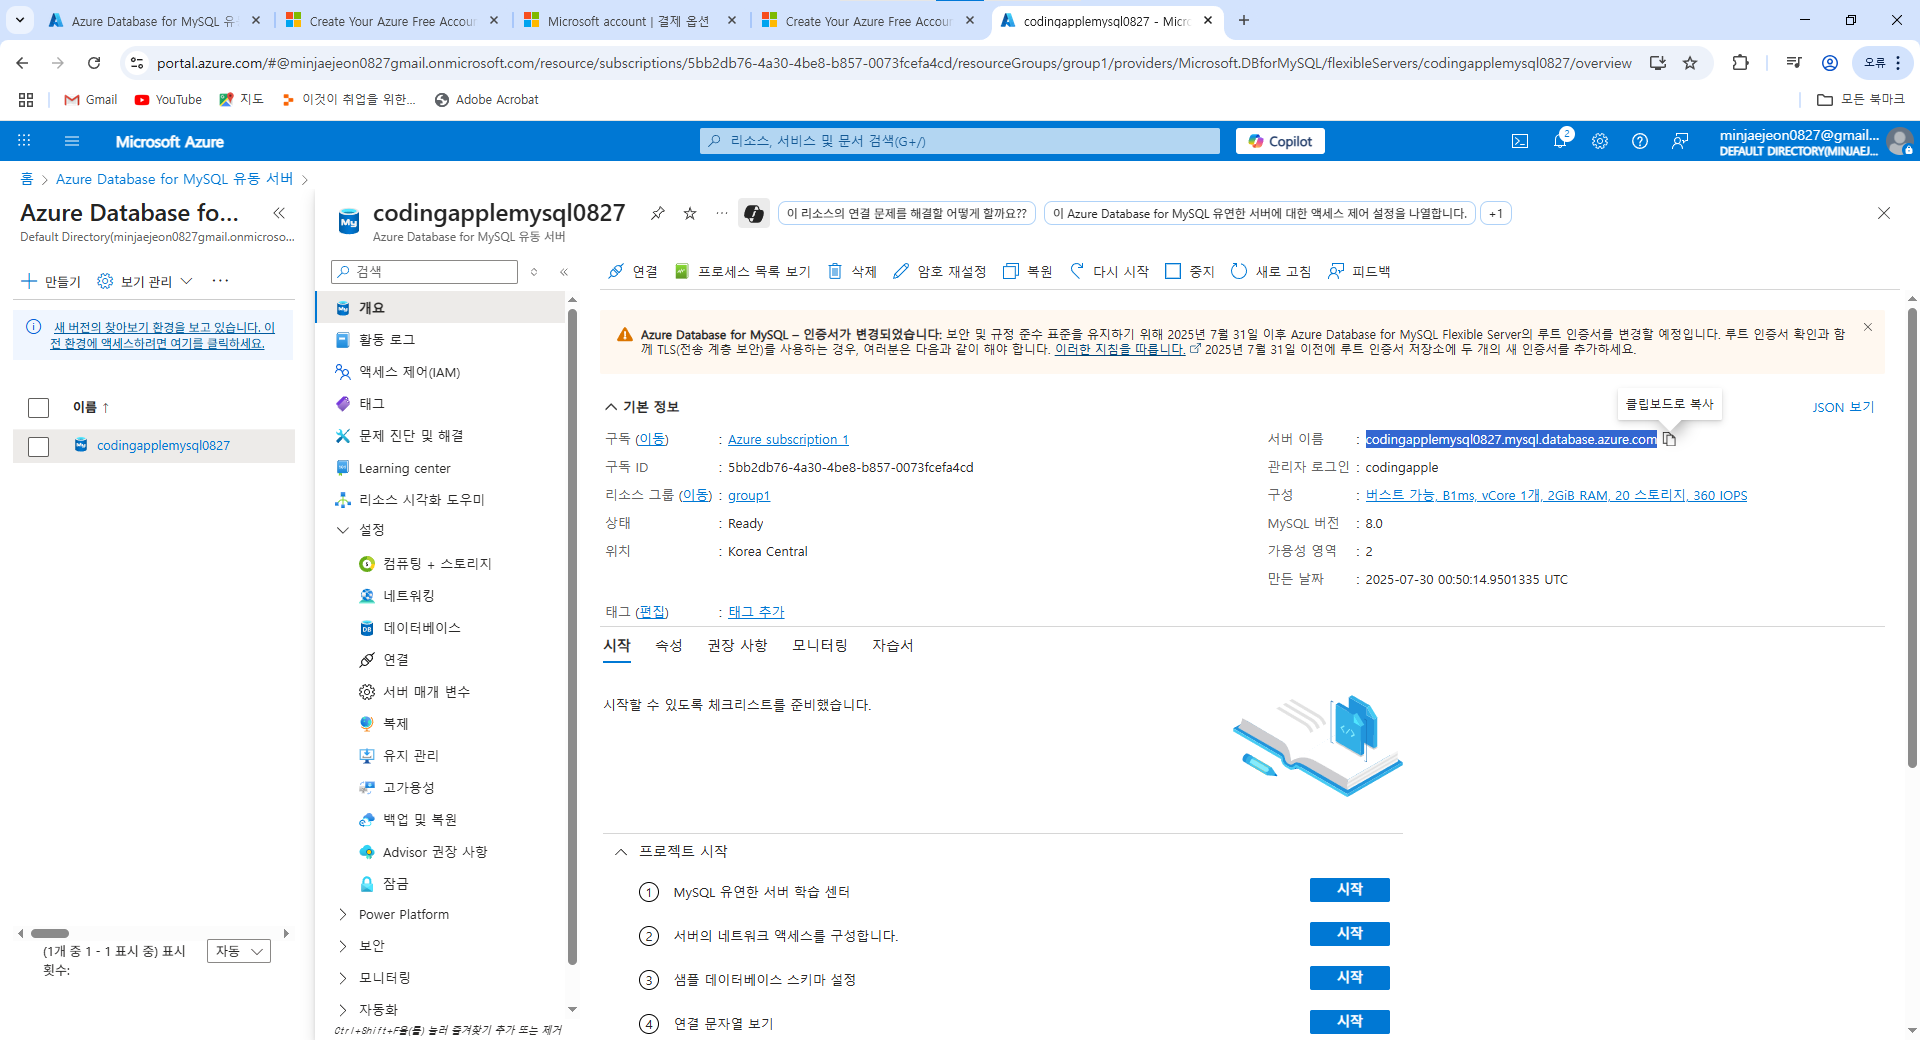 Azure Database for MySQL 유
Create Your Azure Free Accour
Microsoft account | 결제 옵션
Create Your Azure Free Accour
codingapplemysql0827 - Micro
portal.azure.com/#@minjaejeon0827gmail.onmicrosoft.com/resource/subscriptions/5bb2db76-4a30-4be8-b857-0073fcefa4cd/resourceGroups/group1/providers/Microsoft.DBforMySQL/flexibleServers/codingapplemysql0827/overview
오류
Gmail
YouTube
지도
이것이 취업을 위한...
Adobe Acrobat
모든 북마크
Microsoft Azure
리소스, 서비스 및 문서 검색(G+/)
Copilot
2
minjaejeon0827@gmail...
DEFAULT DIRECTORY(MINJAEJ...
홈 > Azure Database for MySQL 유동 서버 >
Azure Database fo...
Default Directory(minjaejeon0827gmail.onmicroso...
만들기
보기 관리
새 버전의 찾아보기 환경을 보고 있습니다. 이
전 환경에 액세스하려면 여기를 클릭하세요.
이름 ↑
codingapplemysql0827
(1개 중 1 - 1 표시 중) 표시
횟수:
자동
codingapplemysql0827
Azure Database for MySQL 유동 서버
이 리소스의 연결 문제를 해결할 어떻게 할까요??
이 Azure Database for MySQL 유연한 서버에 대한 액세스 제어 설정을 나열합니다.
+1
검색
개요
활동 로그
액세스 제어(IAM)
태그
문제 진단 및 해결
Learning center
리소스 시각화 도우미
설정
컴퓨팅 + 스토리지
네트워킹
데이터베이스
연결
서버 매개 변수
복제
유지 관리
고가용성
백업 및 복원
Advisor 권장 사항
잠금
Power Platform
보안
모니터링
자동화
Ctrl+Shift+F을(를) 눌러 즐겨찾기 추가 또는 제거
연결
프로세스 목록 보기
삭제
암호 재설정
복원
다시 시작
중지
새로 고침
피드백
Azure Database for MySQL – 인증서가 변경되었습니다: 보안 및 규정 준수 표준을 유지하기 위해 2025년 7월 31일 이후 Azure Database for MySQL Flexible Server의 루트 인증서를 변경할 예정입니다. 루트 인증서 확인과 함
께 TLS(전송 계층 보안)를 사용하는 경우, 여러분은 다음과 같이 해야 합니다. 이러한 지침을 따릅니다. 2025년 7월 31일 이전에 루트 인증서 저장소에 두 개의 새 인증서를 추가하세요.
기본 정보
클립보드로 복사
JSON 보기
구독 (이동) : Azure subscription 1
구독 ID : 5bb2db76-4a30-4be8-b857-0073fcefa4cd
리소스 그룹 (이동) : group1
상태 : Ready
위치 : Korea Central
서버 이름 : codingapplemysql0827.mysql.database.azure.com
관리자 로그인 : codingapple
구성 : 버스트 가능, B1ms, vCore 1개, 2GiB RAM, 20 스토리지, 360 IOPS
MySQL 버전 : 8.0
가용성 영역 : 2
만든 날짜 : 2025-07-30 00:50:14.9501335 UTC
태그 (편집) : 태그 추가
시작
속성
권장 사항
모니터링
자습서
시작할 수 있도록 체크리스트를 준비했습니다.
프로젝트 시작
1 MySQL 유연한 서버 학습 센터 시작
2 서버의 네트워크 액세스를 구성합니다. 시작
3 샘플 데이터베이스 스키마 설정 시작
4 연결 문자열 보기 시작